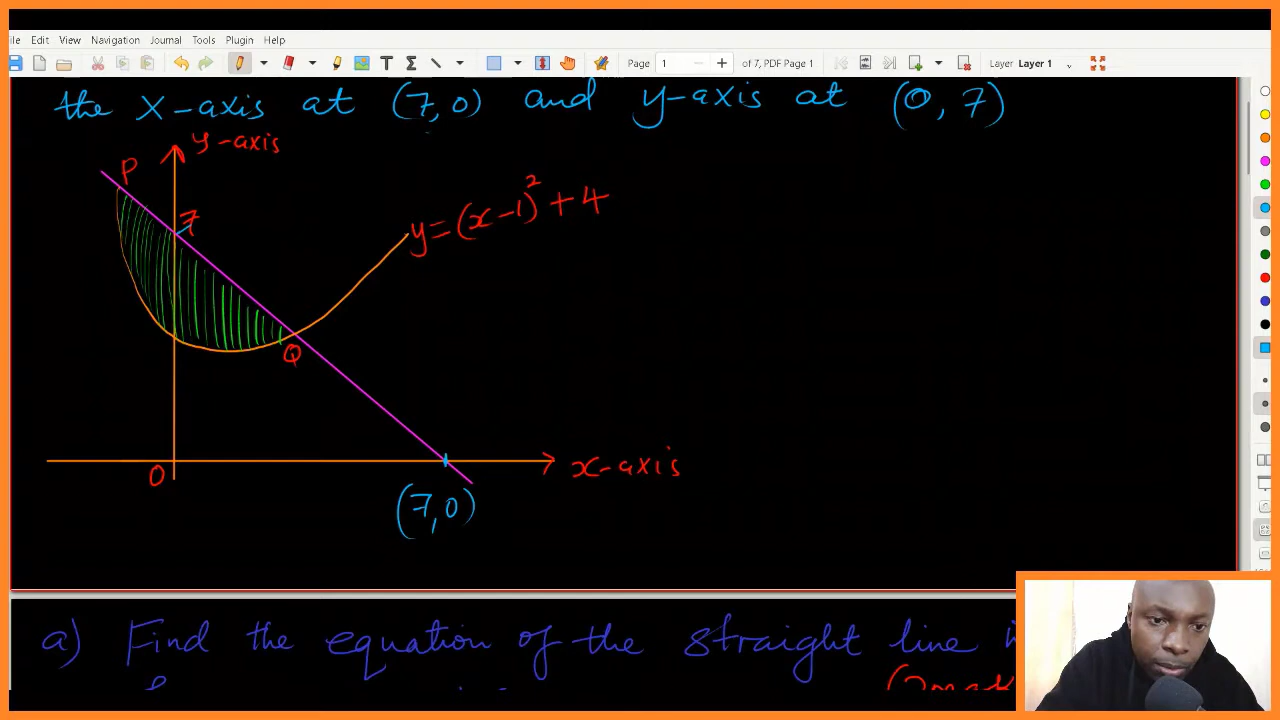 Edit View Navigation Journal Tools Plugin Help
Page 1 of 7, PDF Page 1 Layer Layer 1
the x-axis at (7,0) and y-axis at (0, 7)
y-axis
P
7
y=(x-1)²+4
Q
O
x-axis
(7,0)
a) Find the equation of the straight line